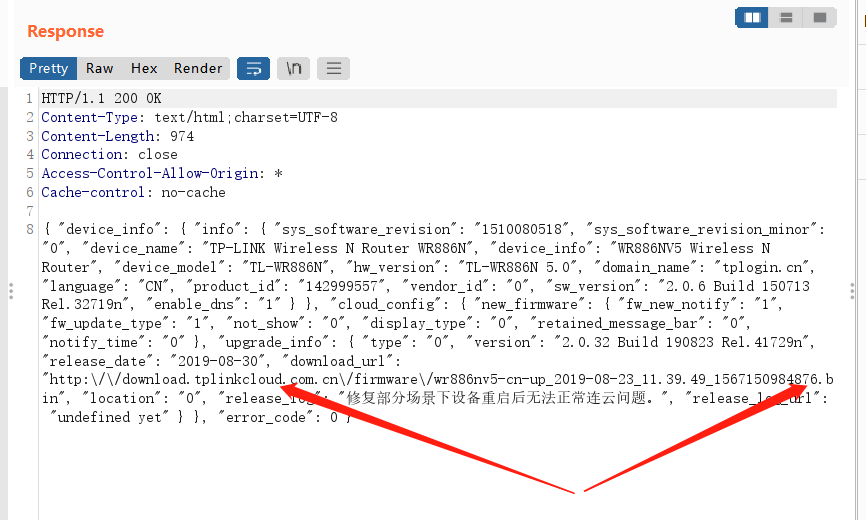 Response
Pretty Raw Hex Render \n
1 HTTP/1.1 200 OK
2 Content-Type: text/html;charset=UTF-8
3 Content-Length: 974
4 Connection: close
5 Access-Control-Allow-Origin: *
6 Cache-control: no-cache
7
8 { "device_info": { "info": { "sys_software_revision": "1510080518", "sys_software_revision_minor":
"0", "device_name": "TP-LINK Wireless N Router WR886N", "device_info": "WR886NV5 Wireless N
Router", "device_model": "TL-WR886N", "hw_version": "TL-WR886N 5.0", "domain_name": "tplogin.cn",
"language": "CN", "product_id": "142999557", "vendor_id": "0", "sw_version": "2.0.6 Build 150713
Rel.32719n", "enable_dns": "1" } }, "cloud_config": { "new_firmware": { "fw_new_notify": "1",
"fw_update_type": "1", "not_show": "0", "display_type": "0", "retained_message_bar": "0",
"notify_time": "0" }, "upgrade_info": { "type": "0", "version": "2.0.32 Build 190823 Rel.41729n",
"release_date": "2019-08-30", "download_url":
"http:\/\/download.tplinkcloud.com.cn\/firmware\/wr886nv5-cn-up_2019-08-23_11.39.49_1567150984876.b
in", "location": "0", "release_log": "修复部分场景下设备重启后无法正常连云问题。", "release_log_url":
"undefined yet" } }, "error_code": 0 }